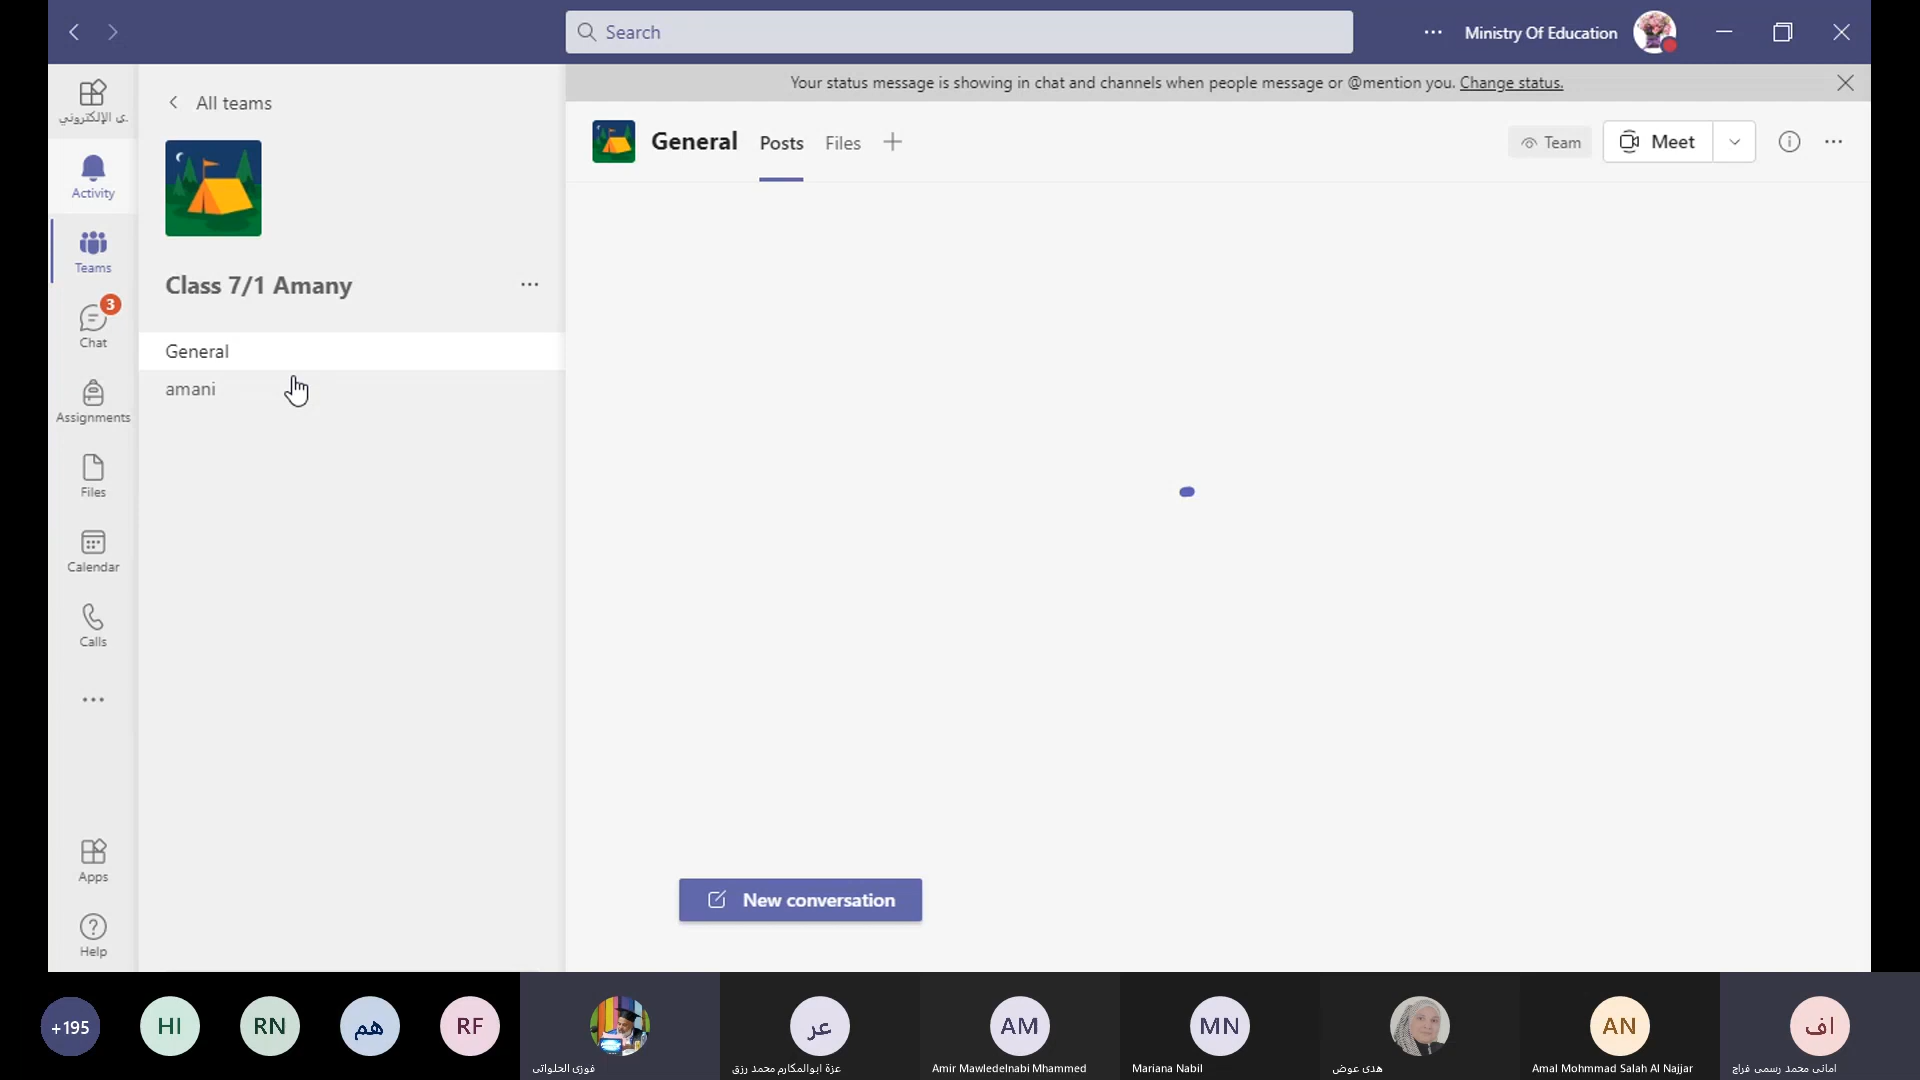 Search
Ministry Of Education
ى الإلكتروني.
Activity
Teams
3
Chat
Assignments
Files
Calendar
Calls
Apps
Help
All teams
Class 7/1 Amany
General
amani
Your status message is showing in chat and channels when people message or @mention you. Change status.
General
Posts
Files
Team
Meet
New conversation
+195
HI
RN
هم
RF
فوزى الحلواني
عر
عزة ابوالمكارم محمد رزق
AM
Amir Mawledelnabi Mhammed
MN
Mariana Nabil
هدى عوض
AN
Amal Mohmmad Salah Al Najjar
اف
امانى محمد رسمى فراج